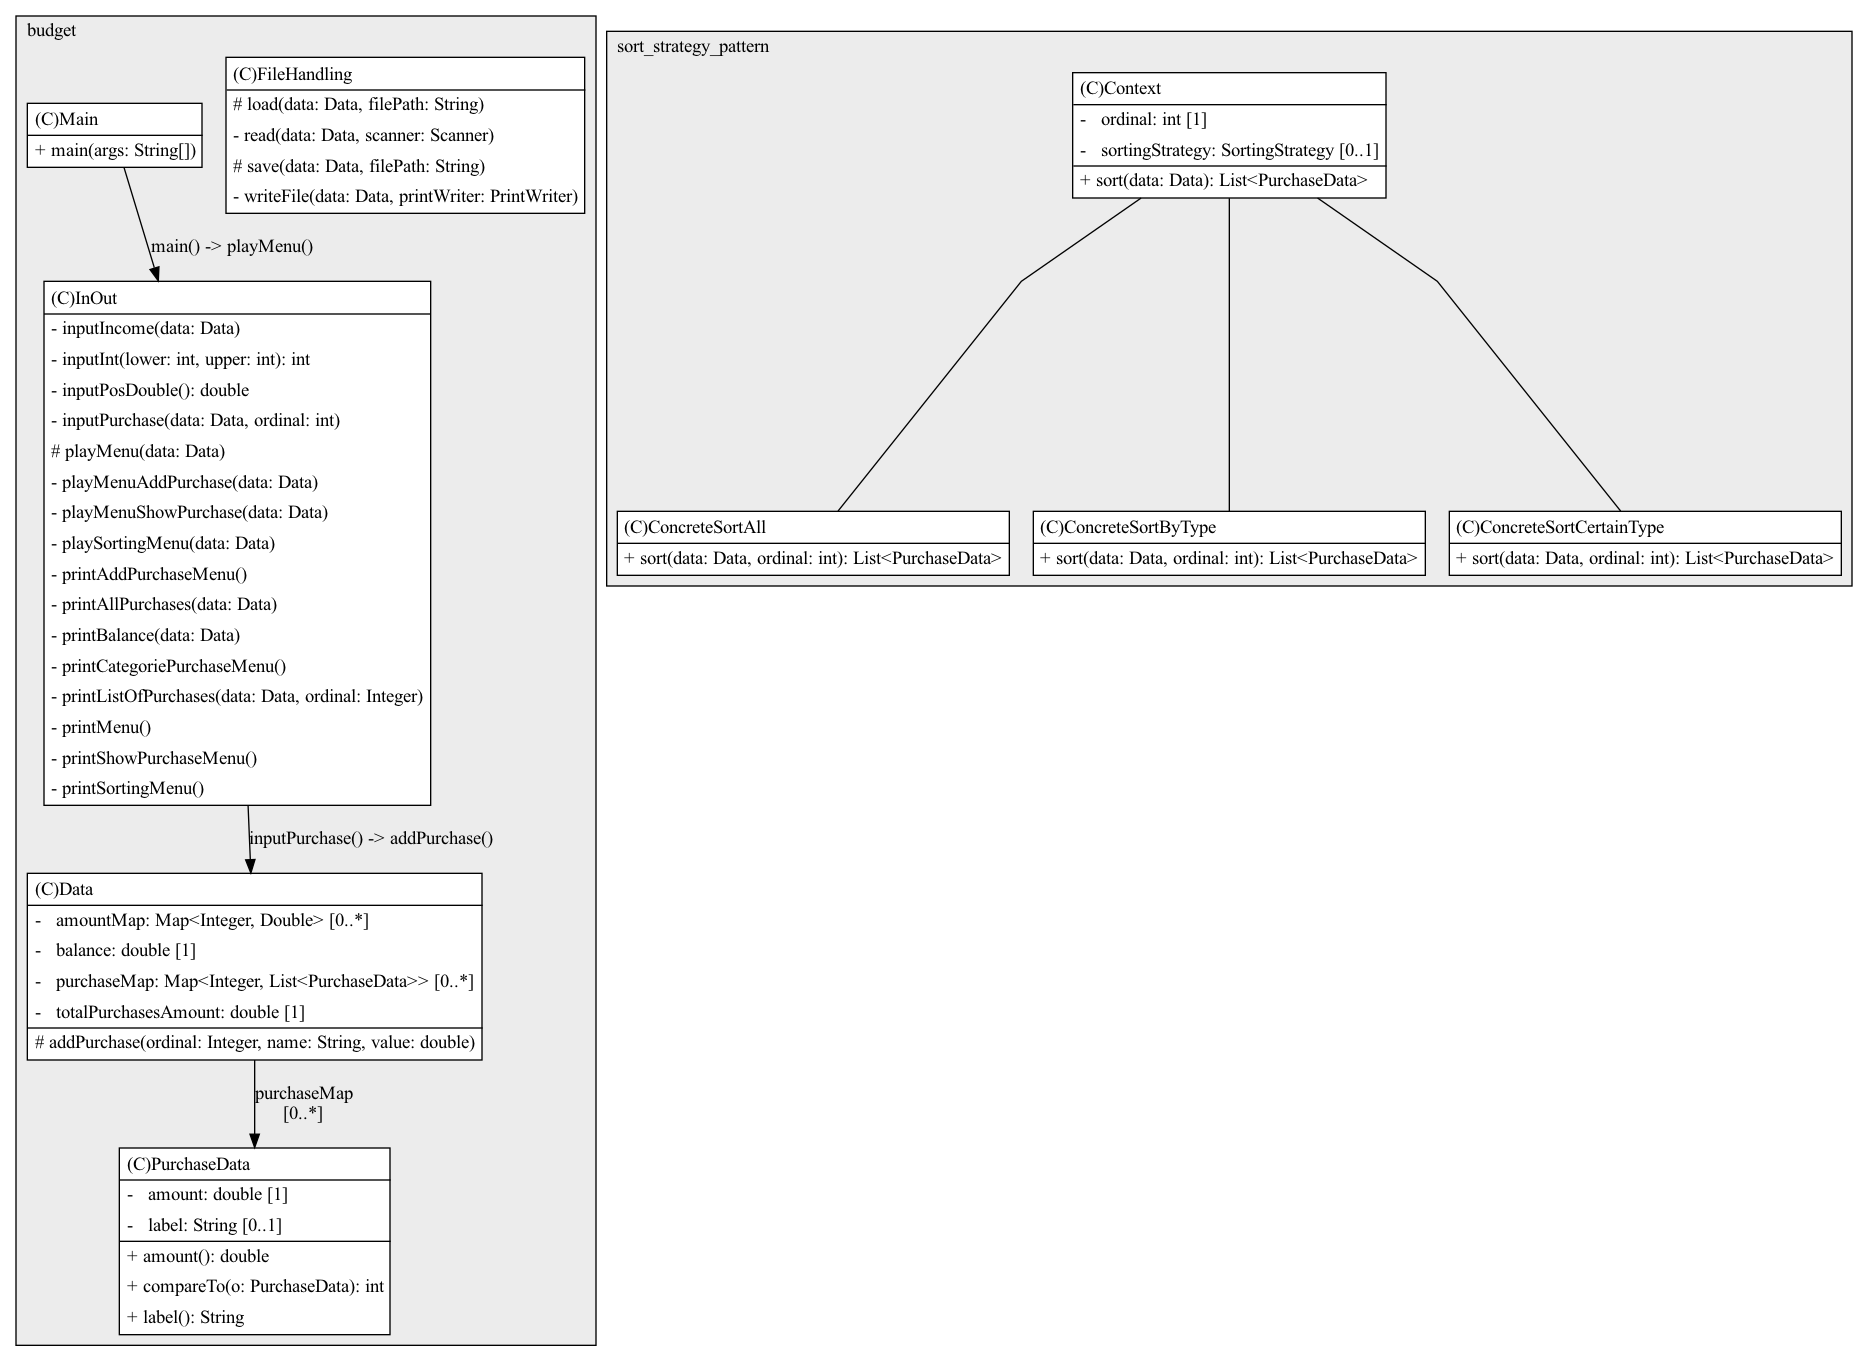 budget
(C)FileHandling
# load(data: Data, filePath: String)
- read(data: Data, scanner: Scanner)
# save(data: Data, filePath: String)
- writeFile(data: Data, printWriter: PrintWriter)
(C)Main
+ main(args: String[])
main() -> playMenu()
(C)InOut
- inputIncome(data: Data)
- inputInt(lower: int, upper: int): int
- inputPosDouble(): double
- inputPurchase(data: Data, ordinal: int)
# playMenu(data: Data)
- playMenuAddPurchase(data: Data)
- playMenuShowPurchase(data: Data)
- playSortingMenu(data: Data)
- printAddPurchaseMenu()
- printAllPurchases(data: Data)
- printBalance(data: Data)
- printCategoriePurchaseMenu()
- printListOfPurchases(data: Data, ordinal: Integer)
- printMenu()
- printShowPurchaseMenu()
- printSortingMenu()
inputPurchase() -> addPurchase()
(C)Data
- amountMap: Map<Integer, Double> [0..*]
- balance: double [1]
- purchaseMap: Map<Integer, List<PurchaseData>> [0..*]
- totalPurchasesAmount: double [1]
# addPurchase(ordinal: Integer, name: String, value: double)
purchaseMap
[0..*]
(C)PurchaseData
- amount: double [1]
- label: String [0..1]
+ amount(): double
+ compareTo(o: PurchaseData): int
+ label(): String
sort_strategy_pattern
(C)Context
- ordinal: int [1]
- sortingStrategy: SortingStrategy [0..1]
+ sort(data: Data): List<PurchaseData>
(C)ConcreteSortAll
+ sort(data: Data, ordinal: int): List<PurchaseData>
(C)ConcreteSortByType
+ sort(data: Data, ordinal: int): List<PurchaseData>
(C)ConcreteSortCertainType
+ sort(data: Data, ordinal: int): List<PurchaseData>